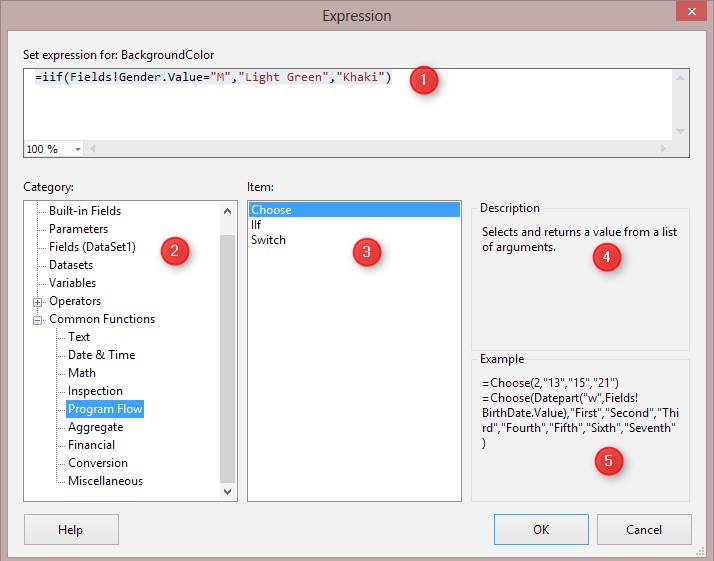 Expression
Set expression for: BackgroundColor
=iif(Fields!Gender.Value="M","Light Green","Khaki")
1
100 %
Category:
Built-in Fields
Parameters
Fields (DataSet1)
Datasets
Variables
Operators
Common Functions
Text
Date & Time
Math
Inspection
Program Flow
Aggregate
Financial
Conversion
Miscellaneous
2
Item:
Choose
IIf
Switch
3
Description
Selects and returns a value from a list
of arguments.
4
Example
=Choose(2,"13","15","21")
=Choose(Datepart("w",Fields!
BirthDate.Value),"First","Second","Thi
rd","Fourth","Fifth","Sixth","Seventh"
)
5
Help
OK
Cancel